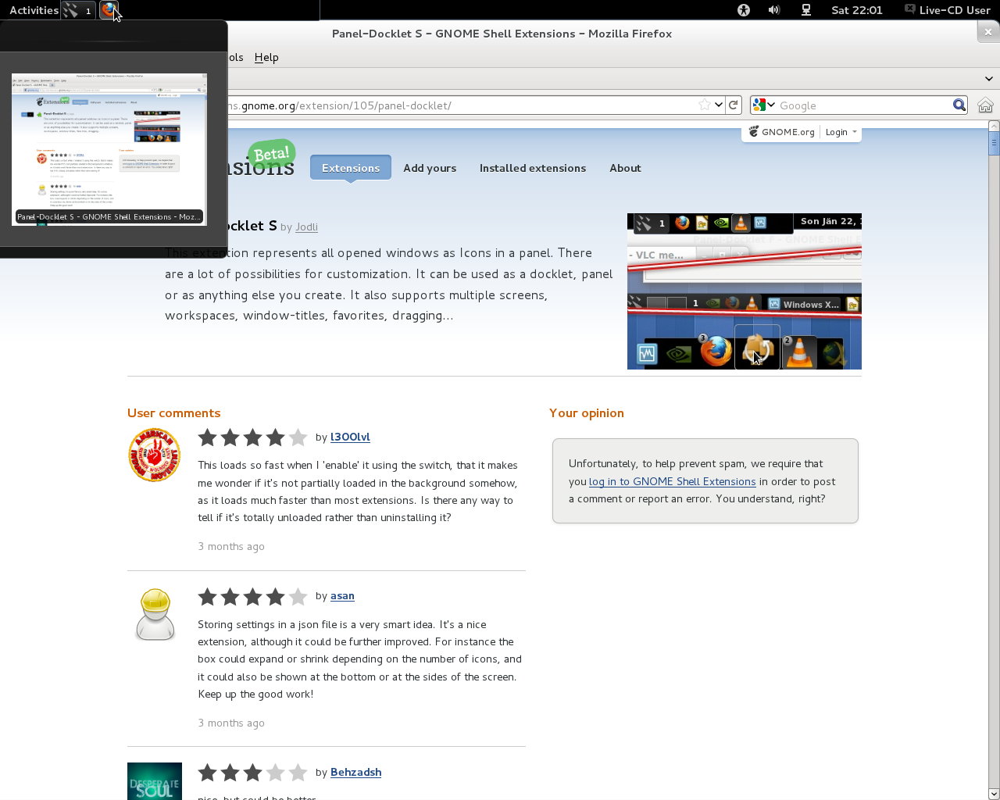 Activities 1 Sat 22:01 Live-CD User
Panel-Docklet S - GNOME Shell Extensions - Mozilla Firefox
ols Help
ns.gnome.org/extension/105/panel-docklet/ Google
GNOME.org Login
nsions Beta! Extensions Add yours Installed extensions About
Panel-Docklet S - GNOME Shell Extensions - Moz...
ocklet S by Jodli
This extention represents all opened windows as Icons in a panel. There
are a lot of possibilities for customization. It can be used as a docklet, panel
or as anything else you create. It also supports multiple screens,
workspaces, window-titles, favorites, dragging...
1 Son Jän 22,
- VLC me...
1 Windows X...
3 2
User comments
by l300lvl
This loads so fast when I 'enable' it using the switch, that it makes
me wonder if it's not partially loaded in the background somehow,
as it loads much faster than most extensions. Is there any way to
tell if it's totally unloaded rather than uninstalling it?
3 months ago
by asan
Storing settings in a json file is a very smart idea. It's a nice
extension, although it could be further improved. For instance the
box could expand or shrink depending on the number of icons, and
it could also be shown at the bottom or at the sides of the screen.
Keep up the good work!
3 months ago
DESPERATE
SOUL
by Behzadsh
nice, but could be better
Your opinion
Unfortunately, to help prevent spam, we require that
you log in to GNOME Shell Extensions in order to post
a comment or report an error. You understand, right?
AMERICAN
INDIAN MOVEMENT